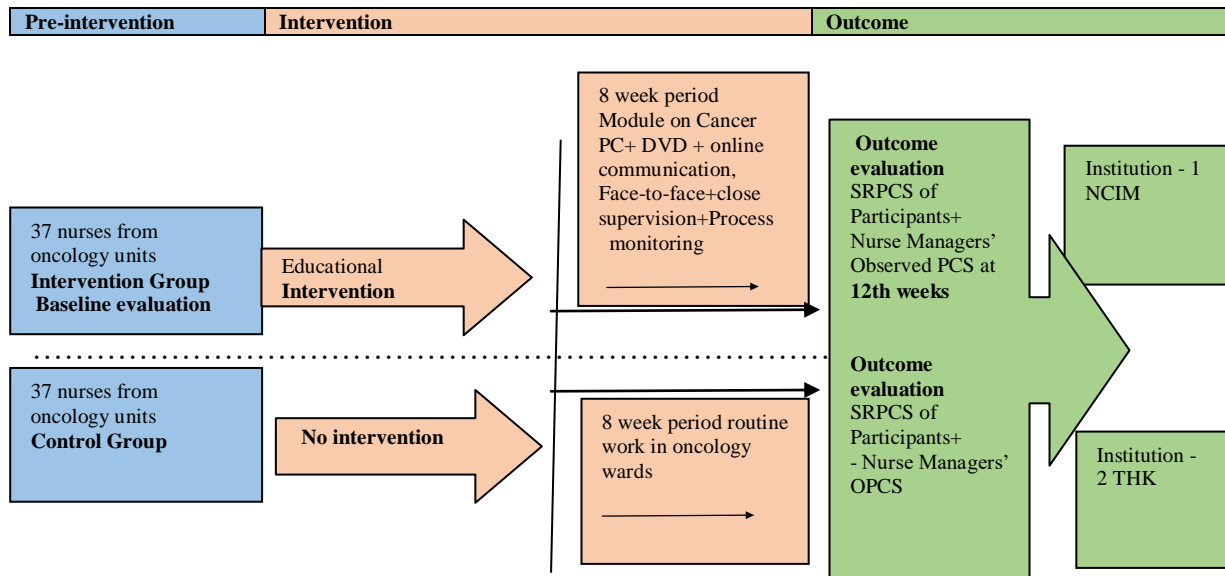 Pre-intervention
Intervention
Outcome
37 nurses from
oncology units
Intervention Group
Baseline evaluation
Educational
Intervention
8 week period
Module on Cancer
PC+ DVD + online
communication,
Face-to-face+close
supervision+Process
monitoring
Outcome
evaluation
SRPCS of
Participants+
Nurse Managers'
Observed PCS at
12th weeks
Institution - 1
NCIM
37 nurses from
oncology units
Control Group
No intervention
8 week period routine
work in oncology
wards
Outcome
evaluation
SRPCS of
Participants+
- Nurse Managers'
OPCS
Institution -
2 THK